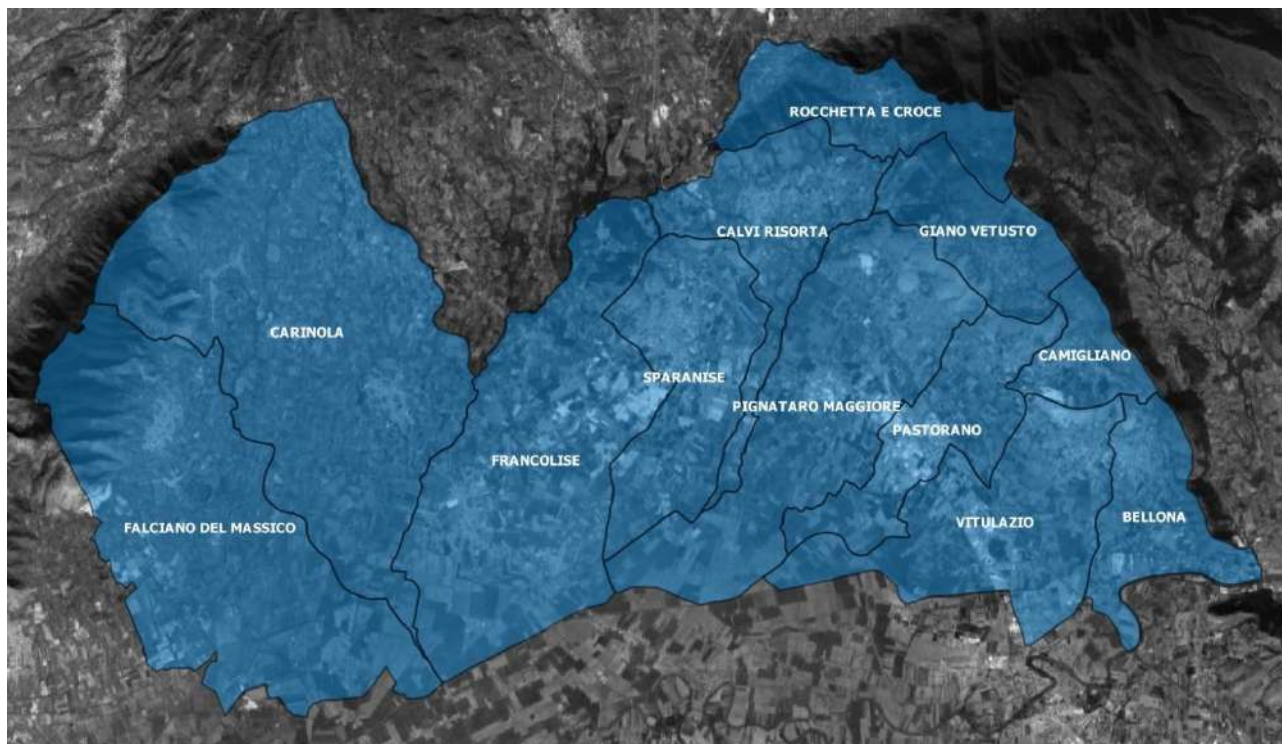 ROCCHETTA E CROCE
CALVI RISORTA
GIANO VETUSTO
CARINOLA
CAMIGLIANO
SPARANISE
PIGNATARO MAGGIORE
PASTORANO
FRANCOLISE
FALCIANO DEL MASSICO
VITULAZIO
BELLONA